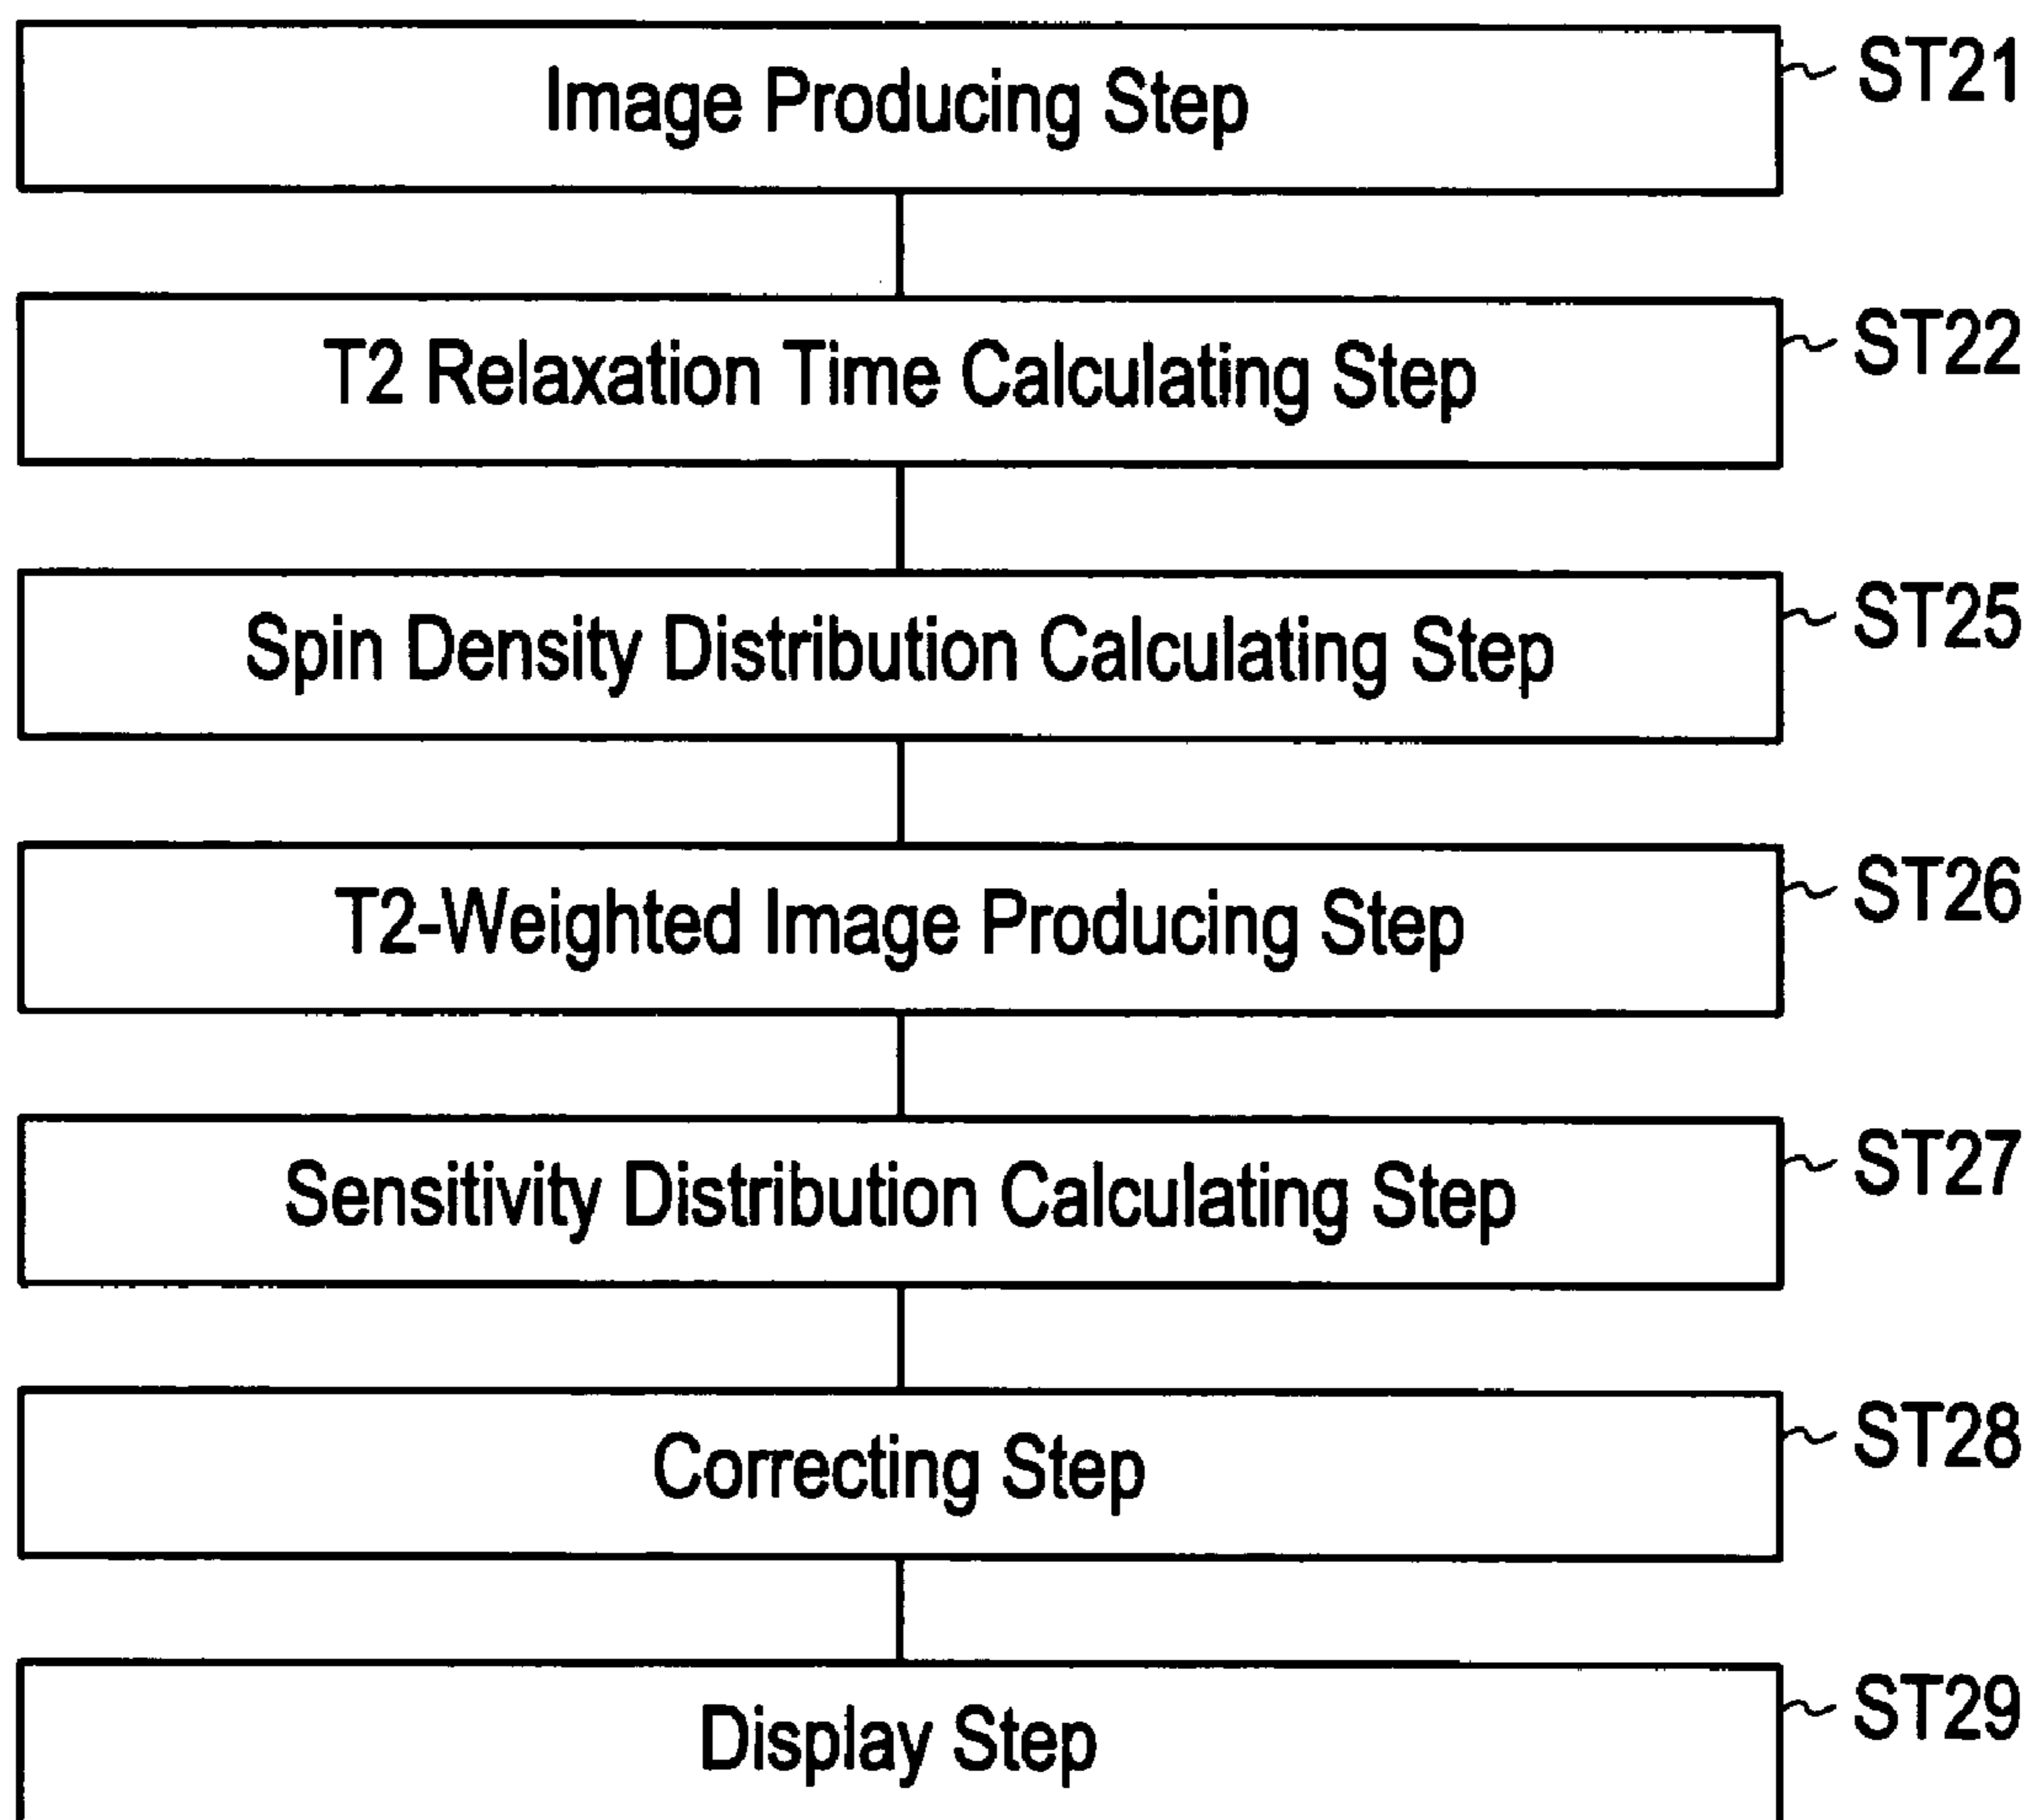 Image Producing Step ST21
T2 Relaxation Time Calculating Step ST22
Spin Density Distribution Calculating Step ST25
T2-Weighted Image Producing Step ST26
Sensitivity Distribution Calculating Step ST27
Correcting Step ST28
Display Step ST29